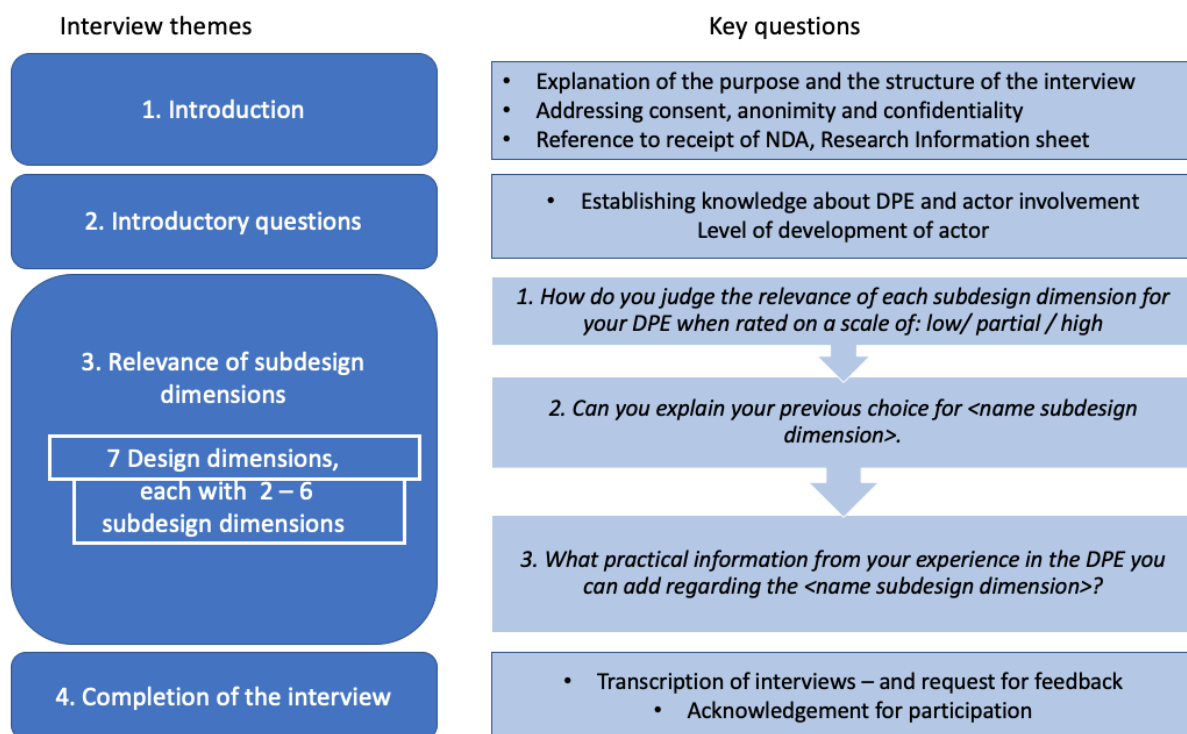 Interview themes
Key questions
1. Introduction
• Explanation of the purpose and the structure of the interview
• Addressing consent, anonimity and confidentiality
• Reference to receipt of NDA, Research Information sheet
2. Introductory questions
• Establishing knowledge about DPE and actor involvement
Level of development of actor
3. Relevance of subdesign
dimensions
7 Design dimensions,
each with 2 – 6
subdesign dimensions
1. How do you judge the relevance of each subdesign dimension for
your DPE when rated on a scale of: low/ partial / high
2. Can you explain your previous choice for <name subdesign
dimension>.
3. What practical information from your experience in the DPE you
can add regarding the <name subdesign dimension>?
4. Completion of the interview
• Transcription of interviews – and request for feedback
• Acknowledgement for participation